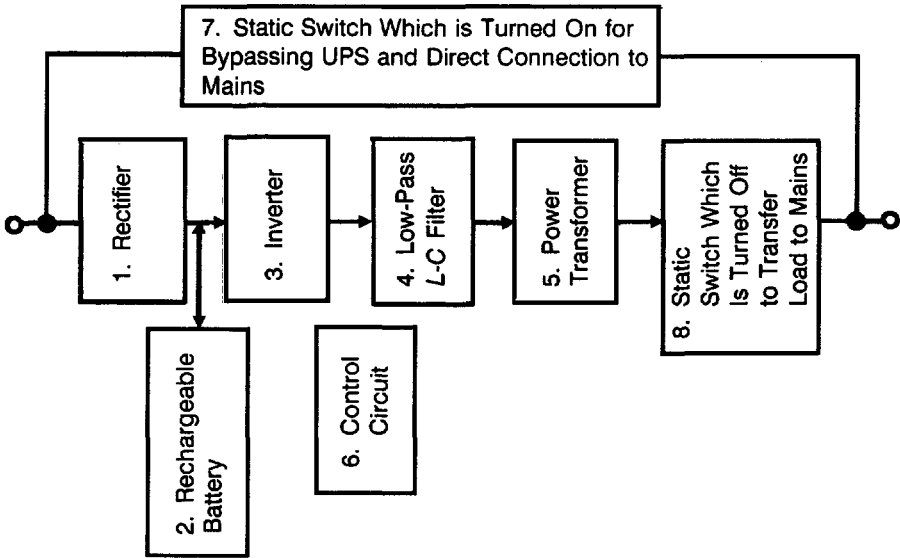 7. Static Switch Which is Turned On for
Bypassing UPS and Direct Connection to
Mains
1. Rectifier
2. Rechargeable
Battery
3. Inverter
4. Low-Pass
L-C Filter
5. Power
Transformer
6. Control
Circuit
8. Static
Switch Which
Is Turned Off
to Transfer
Load to Mains